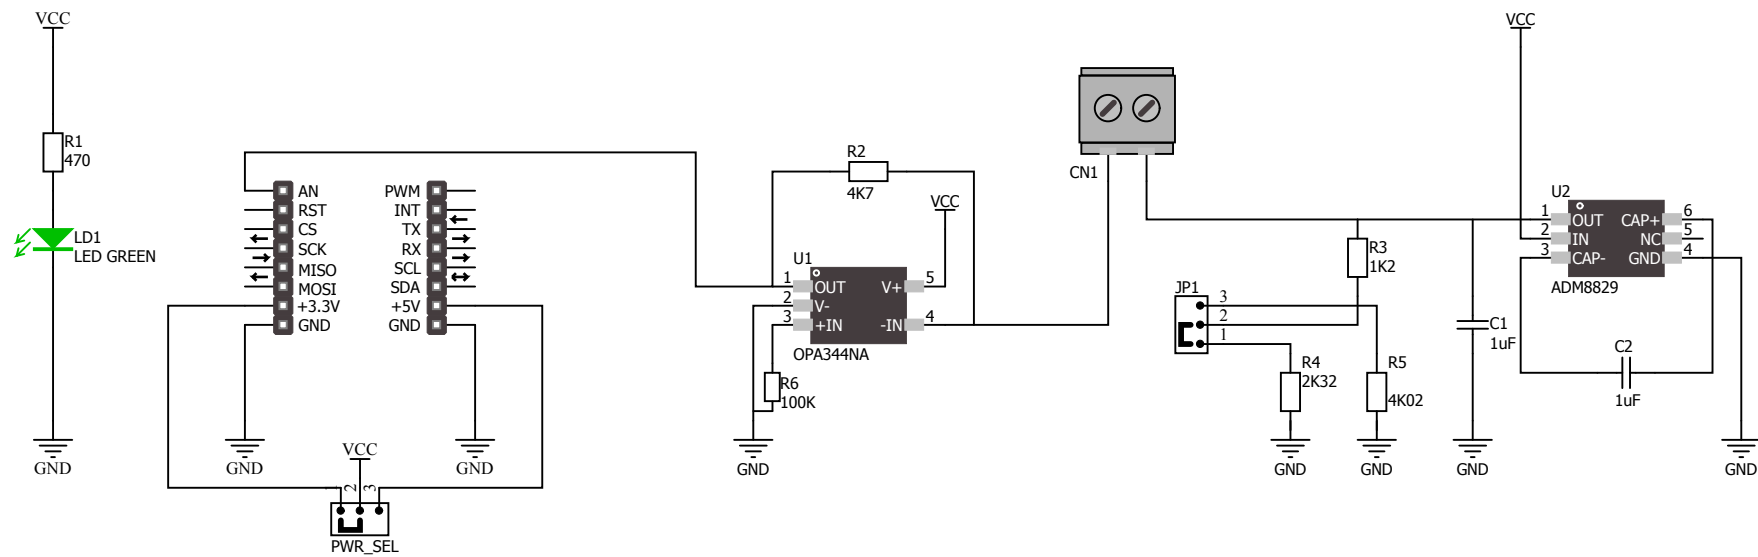 VCC
R1
470
LD1
LED GREEN
GND
AN
RST
CS
SCK
MISO
MOSI
+3.3V
GND
PWM
INT
TX
RX
SCL
SDA
+5V
GND
GND
GND
VCC
2
3
PWR_SEL
R2
4K7
VCC
U1
1
2
3
OUT
V-
+IN
V+
-IN
5
4
OPA344NA
R6
100K
GND
CN1
JP1
3
2
1
R3
1K2
R4
2K32
R5
4K02
GND
GND
C1
1uF
GND
VCC
U2
1
2
3
OUT
IN
CAP-
CAP+
NC
GND
6
5
4
ADM8829
C2
1uF
GND